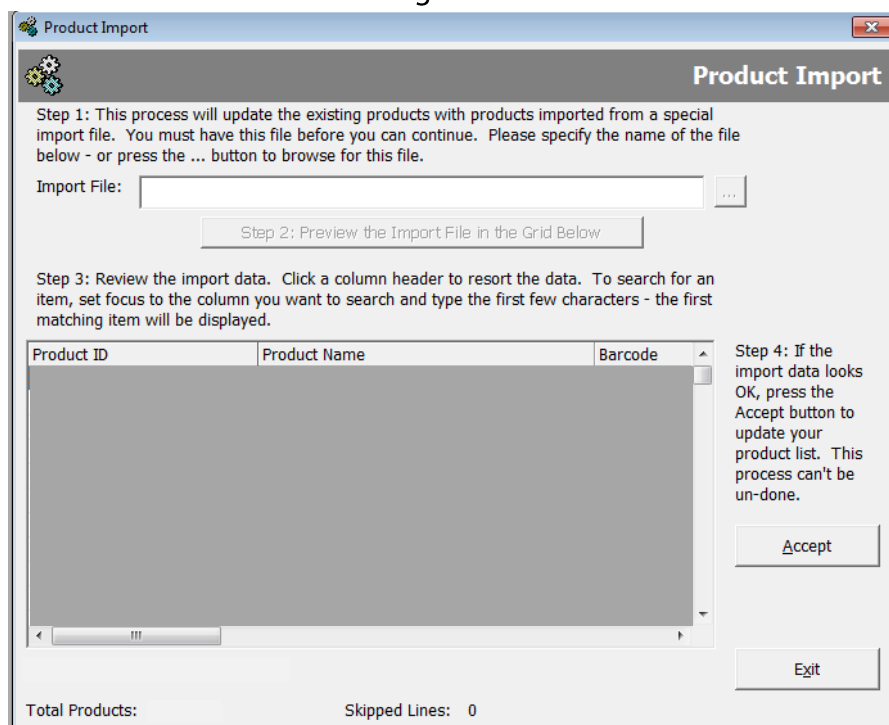 Product Import
Product Import
Step 1: This process will update the existing products with products imported from a special
import file. You must have this file before you can continue. Please specify the name of the file
below - or press the ... button to browse for this file.
Import File:
...
Step 2: Preview the Import File in the Grid Below
Step 3: Review the import data. Click a column header to resort the data. To search for an
item, set focus to the column you want to search and type the first few characters - the first
matching item will be displayed.
Product ID Product Name Barcode
Step 4: If the
import data looks
OK, press the
Accept button to
update your
product list. This
process can't be
un-done.
Accept
Exit
Total Products: Skipped Lines: 0